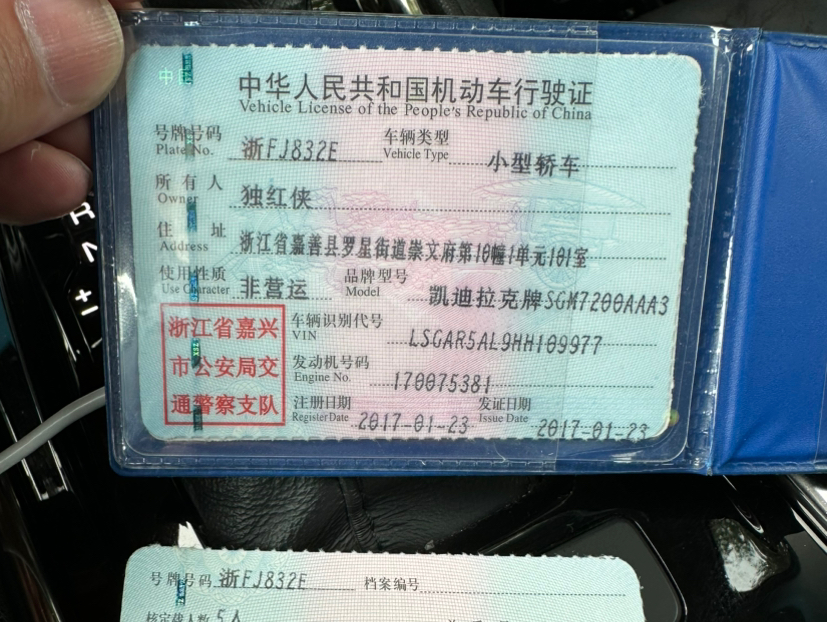 中华人民共和国机动车行驶证
Vehicle License of the People's Republic of China
号牌号码 浙FJ832E 车辆类型 小型轿车
Plate No. Vehicle Type
所有人 独红侠
Owner
住址 浙江省嘉善县罗星街道崇文府第10幢1单元101室
Address
使用性质 非营运 品牌型号 凯迪拉克牌SGM7200AAA3
Use Character Model
浙江省嘉兴
市公安局交
通警察支队
车辆识别代号 LSGAR5AL9HH109977
VIN
发动机号码 170075381
Engine No.
注册日期 2017-01-23 发证日期 2017-01-23
Register Date Issue Date
R
N
号牌号码 浙FJ832E 档案编号
核定载人数 5人